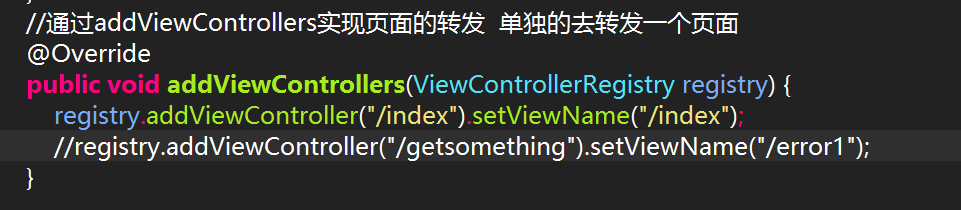 //通过addViewControllers实现页面的转发 单独的去转发一个页面
@Override
public void addViewControllers(ViewControllerRegistry registry) {
registry.addViewController("/index").setViewName("/index");
//registry.addViewController("/getsomething").setViewName("/error1");
}